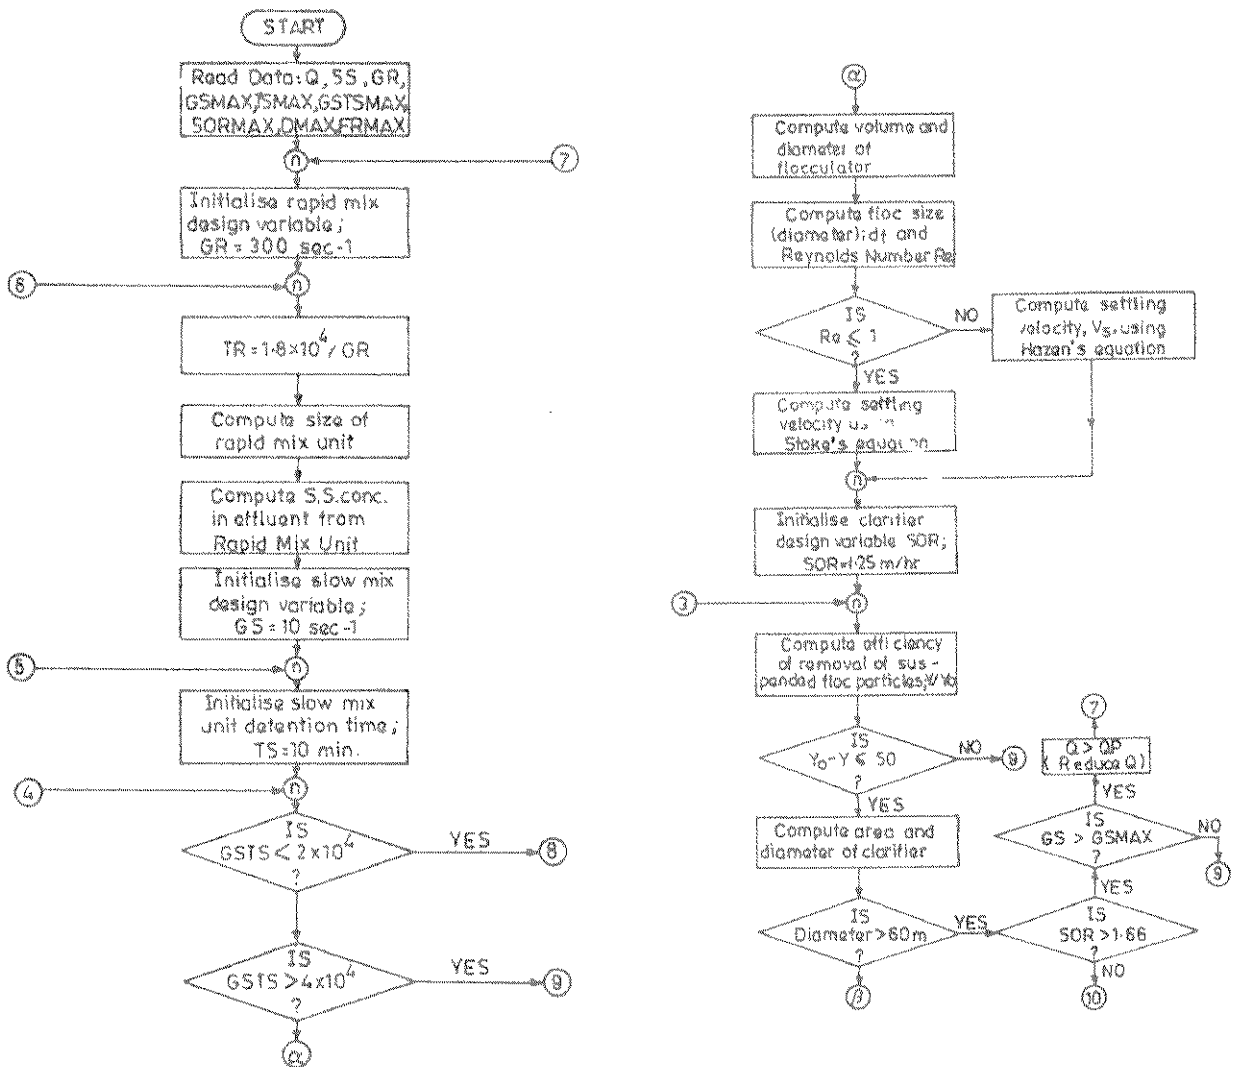 START
Read Data: Q, SS, GR,
GSMAX, TSMAX, GSTSMAX,
SORMAX, DMAX, FRMAX
n
7
Initialise rapid mix
design variable;
GR = 300 sec-1
6
n
TR = 1·8×10⁴/ GR
Compute size of
rapid mix unit
Compute S.S. conc.
in effluent from
Rapid Mix Unit
Initialise slow mix
design variable;
GS = 10 sec-1
5
n
Initialise slow mix
unit detention time;
TS=10 min.
4
n
IS
GSTS < 2×10⁴
?
YES
8
IS
GSTS > 4×10⁴
?
YES
9
α
α
Compute volume and
diameter of
flocculator
Compute floc size
(diameter); df and
Reynolds Number Re
IS
Re ⩽ 1
?
NO
Compute settling
velocity, Vs, using
Hazen's equation
YES
Compute settling
velocity
Stoke's equation
n
Initialise clarifier
design variable SOR;
SOR=1·25 m/hr
3
n
Compute efficiency
of removal of sus-
pended floc particles; Y/Yo
IS
Yo-Y ⩽ 50
?
NO
9
YES
Compute area and
diameter of clarifier
IS
Diameter > 60 m
?
YES
β
7
Q > QP
( Reduce Q )
YES
IS
GS > GSMAX
?
NO
9
YES
IS
SOR > 1·66
?
NO
10